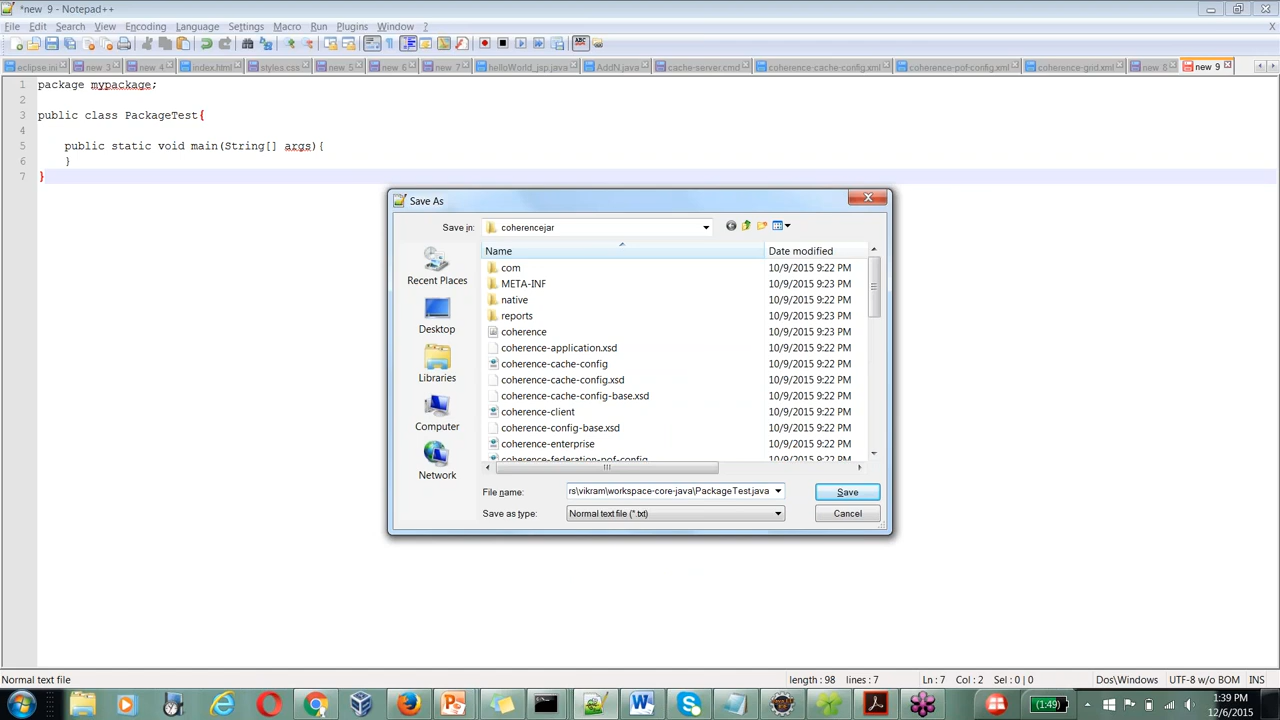 *new 9 - Notepad++
File Edit Search View Encoding Language Settings Macro Run Plugins Window ? X
eclipse.ini new 3 new 4 index.html styles.css new 5 new 6 new 7 helloWorld_jsp.java AddN.java cache-server.cmd coherence-cache-config.xml coherence-pof-config.xml coherence-grid.xml new 8 new 9
1 package mypackage;
2
3 public class PackageTest{
4
5 public static void main(String[] args){
6 }
7 }
Save As
Save in: coherencejar
Name Date modified
com 10/9/2015 9:22 PM
META-INF 10/9/2015 9:23 PM
native 10/9/2015 9:22 PM
reports 10/9/2015 9:23 PM
coherence 10/9/2015 9:23 PM
coherence-application.xsd 10/9/2015 9:22 PM
coherence-cache-config 10/9/2015 9:22 PM
coherence-cache-config.xsd 10/9/2015 9:22 PM
coherence-cache-config-base.xsd 10/9/2015 9:22 PM
coherence-client 10/9/2015 9:22 PM
coherence-config-base.xsd 10/9/2015 9:22 PM
coherence-enterprise 10/9/2015 9:22 PM
coherence-federation-pof-config 10/9/2015 9:22 PM
Recent Places
Desktop
Libraries
Computer
Network
File name: rs\vikram\workspace-core-java\PackageTest.java Save
Save as type: Normal text file (*.txt) Cancel
Normal text file length : 98 lines : 7 Ln : 7 Col : 2 Sel : 0 | 0 Dos\Windows UTF-8 w/o BOM INS
(1:49) 1:39 PM
12/6/2015